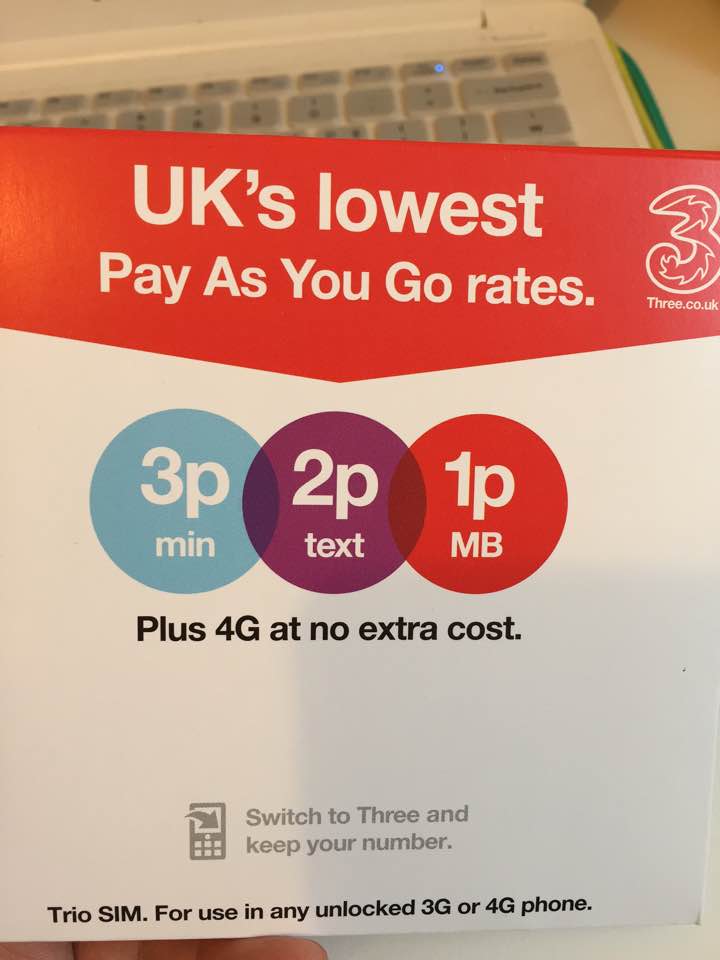 UK's lowest
Pay As You Go rates.
3
Three.co.uk
3p
min
2p
text
1p
MB
Plus 4G at no extra cost.
Switch to Three and
keep your number.
Trio SIM. For use in any unlocked 3G or 4G phone.